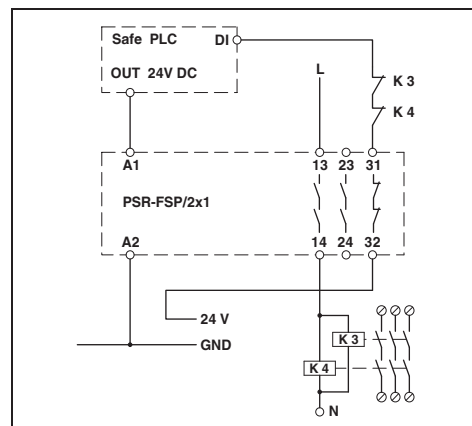 Safe PLC DI
OUT 24V DC
L
K 3
K 4
A1 13 23 31
PSR-FSP/2x1
A2 14 24 32
24 V
GND
K 3
K 4
N